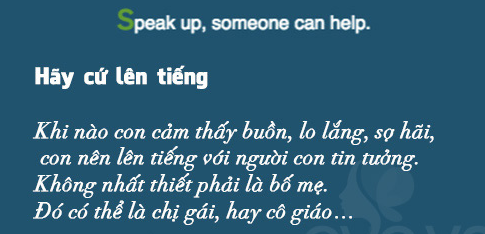 Speak up, someone can help.
Hãy cứ lên tiếng
Khi nào con cảm thấy buồn, lo lắng, sợ hãi,
con nên lên tiếng với người con tin tưởng.
Không nhất thiết phải là bố mẹ.
Đó có thể là chị gái, hay cô giáo...